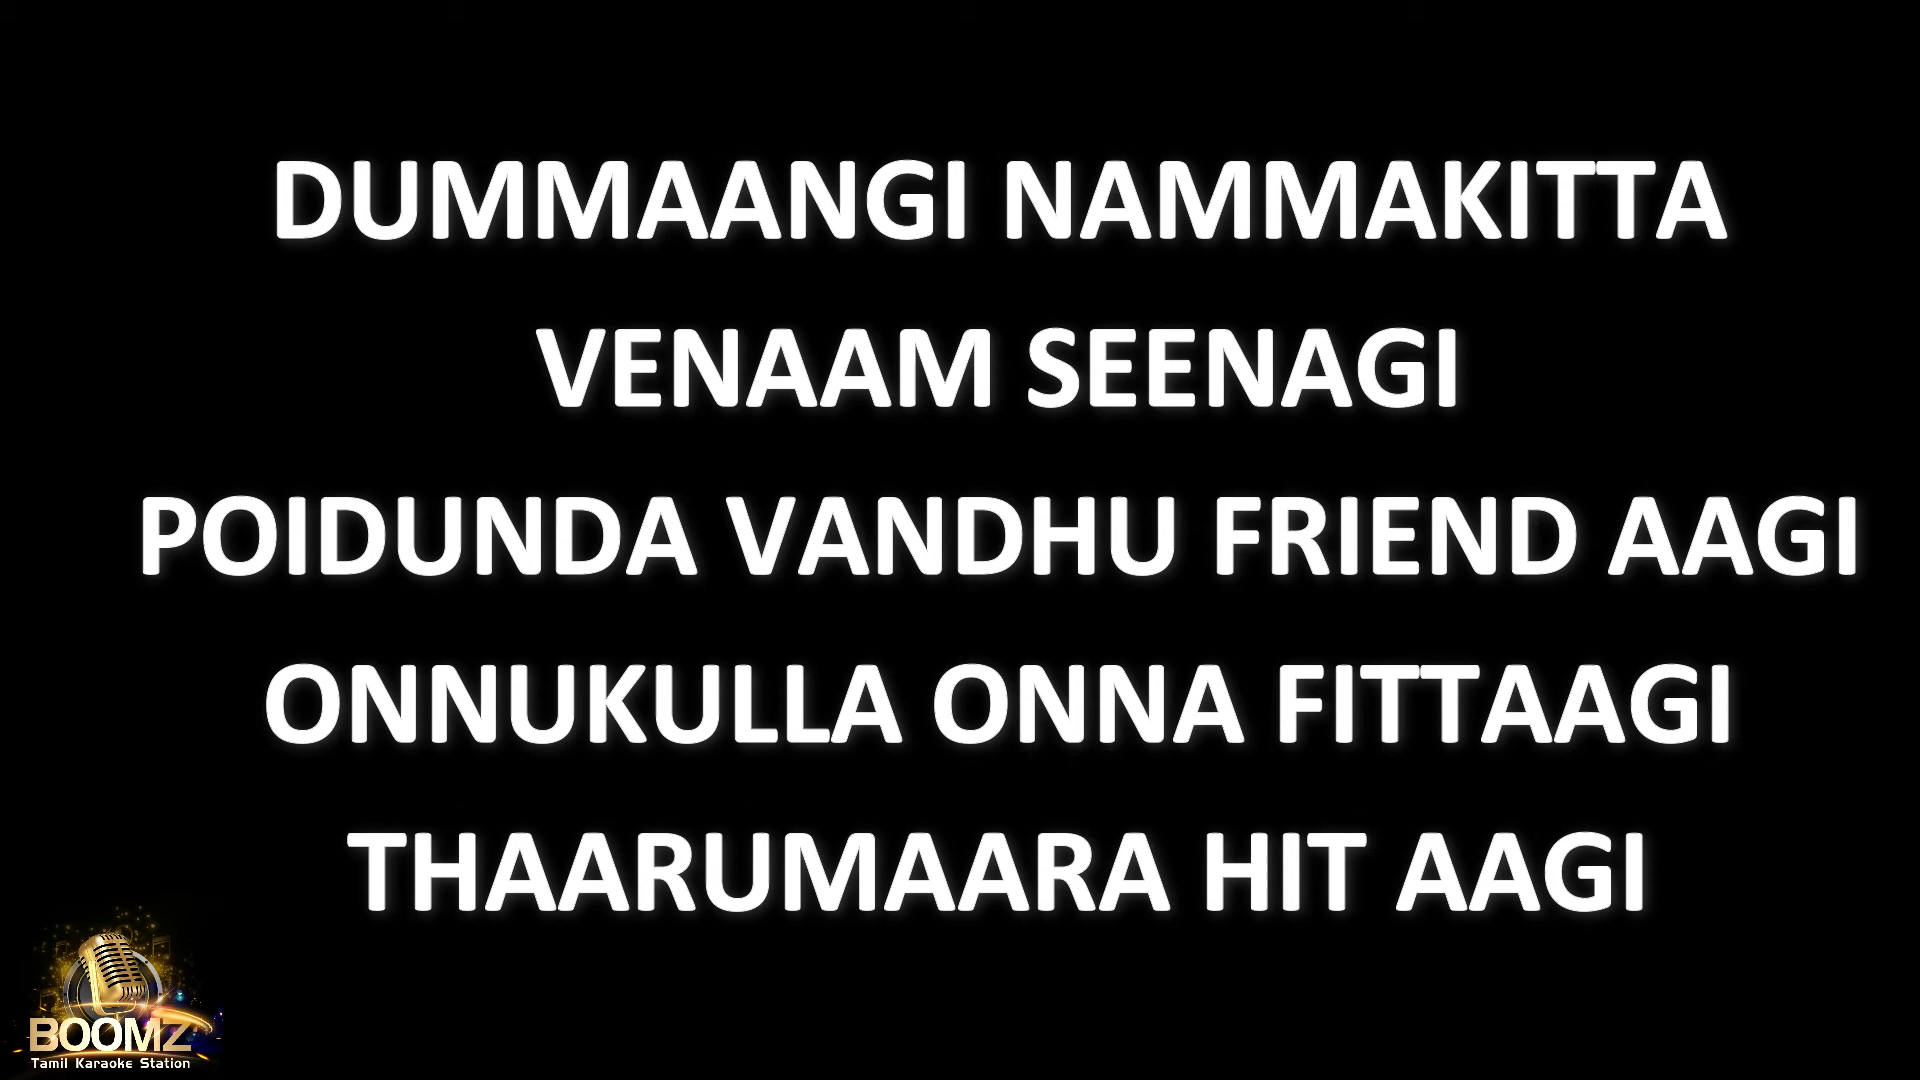 DUMMAANGI NAMMAKITTA
VENAAM SEENAGI
POIDUNDA VANDHU FRIEND AAGI
ONNUKULLA ONNA FITTAAGI
THAARUMAARA HIT AAGI
BOOMZ
Tamil Karaoke Station